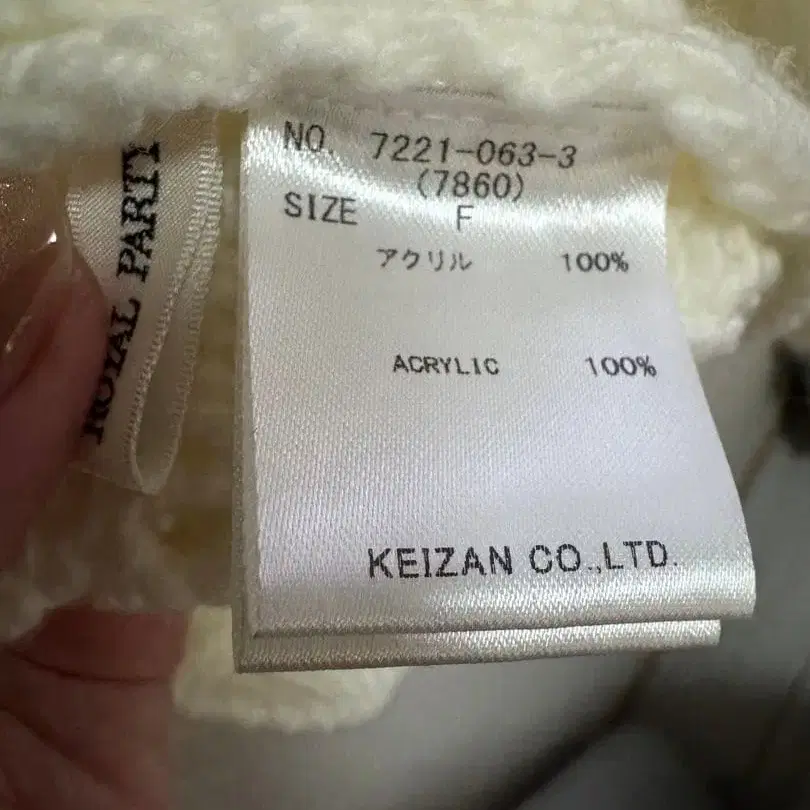 ROYAL PARTY
NO. 7221-063-3
(7860)
SIZE F
アクリル 100%
ACRYLIC 100%
KEIZAN CO.,LTD.